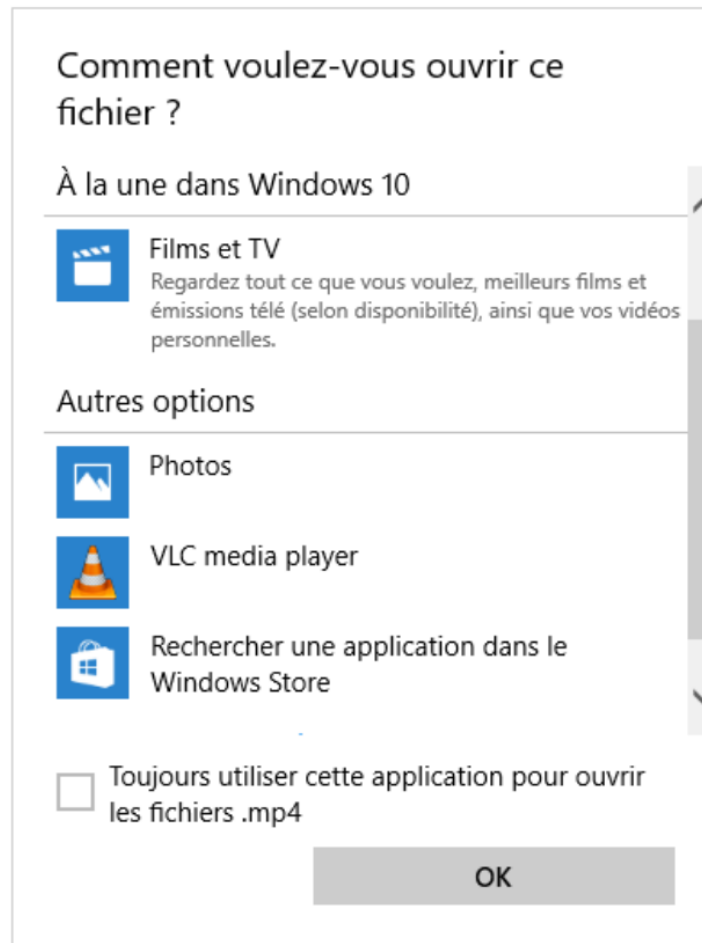 Comment voulez-vous ouvrir ce
fichier ?
À la une dans Windows 10
Films et TV
Regardez tout ce que vous voulez, meilleurs films et
émissions télé (selon disponibilité), ainsi que vos vidéos
personnelles.
Autres options
Photos
VLC media player
Rechercher une application dans le
Windows Store
Toujours utiliser cette application pour ouvrir
les fichiers .mp4
OK